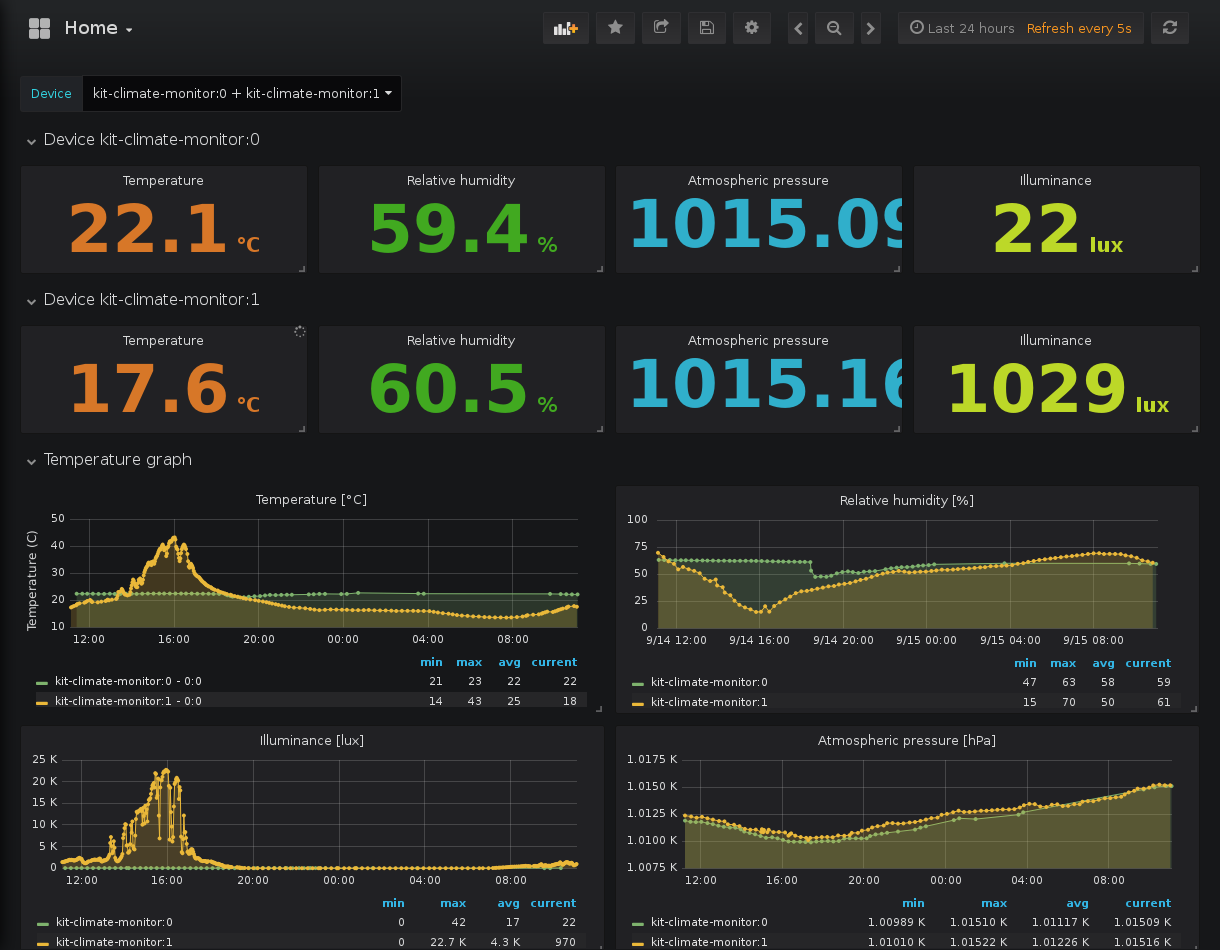 Home
Last 24 hours Refresh every 5s
Device kit-climate-monitor:0 + kit-climate-monitor:1
Device kit-climate-monitor:0
Temperature Relative humidity Atmospheric pressure Illuminance
22.1 °C 59.4 % 1015.09 22 lux
Device kit-climate-monitor:1
Temperature Relative humidity Atmospheric pressure Illuminance
17.6 °C 60.5 % 1015.16 1029 lux
Temperature graph
Temperature [°C]
Temperature (C)
50
40
30
20
10
12:00 16:00 20:00 00:00 04:00 08:00
min max avg current
kit-climate-monitor:0 - 0:0 21 23 22 22
kit-climate-monitor:1 - 0:0 14 43 25 18
Relative humidity [%]
100
75
50
25
0
9/14 12:00 9/14 16:00 9/14 20:00 9/15 00:00 9/15 04:00 9/15 08:00
min max avg current
kit-climate-monitor:0 47 63 58 59
kit-climate-monitor:1 15 70 50 61
Illuminance [lux]
25 K
20 K
15 K
10 K
5 K
0
12:00 16:00 20:00 00:00 04:00 08:00
min max avg current
kit-climate-monitor:0 0 42 17 22
kit-climate-monitor:1 0 22.7 K 4.3 K 970
Atmospheric pressure [hPa]
1.0175 K
1.0150 K
1.0125 K
1.0100 K
1.0075 K
12:00 16:00 20:00 00:00 04:00 08:00
min max avg current
kit-climate-monitor:0 1.00989 K 1.01510 K 1.01117 K 1.01509 K
kit-climate-monitor:1 1.01010 K 1.01522 K 1.01226 K 1.01516 K